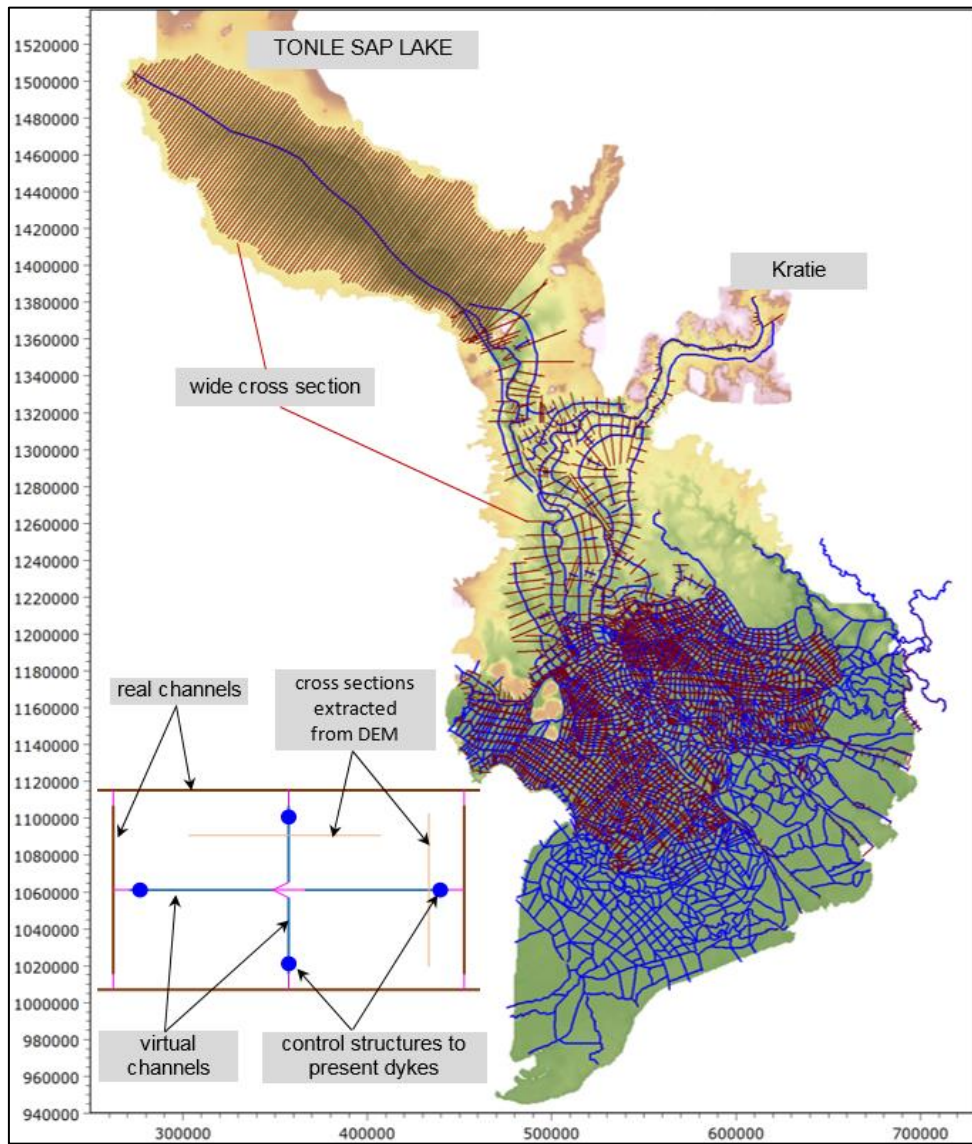 TONLE SAP LAKE
Kratie
wide cross section
real channels
cross sections
extracted
from DEM
virtual
channels
control structures to
present dykes
1520000
1500000
1480000
1460000
1440000
1420000
1400000
1380000
1360000
1340000
1320000
1300000
1280000
1260000
1240000
1220000
1200000
1180000
1160000
1140000
1120000
1100000
1080000
1060000
1040000
1020000
1000000
980000
960000
940000
300000 400000 500000 600000 700000